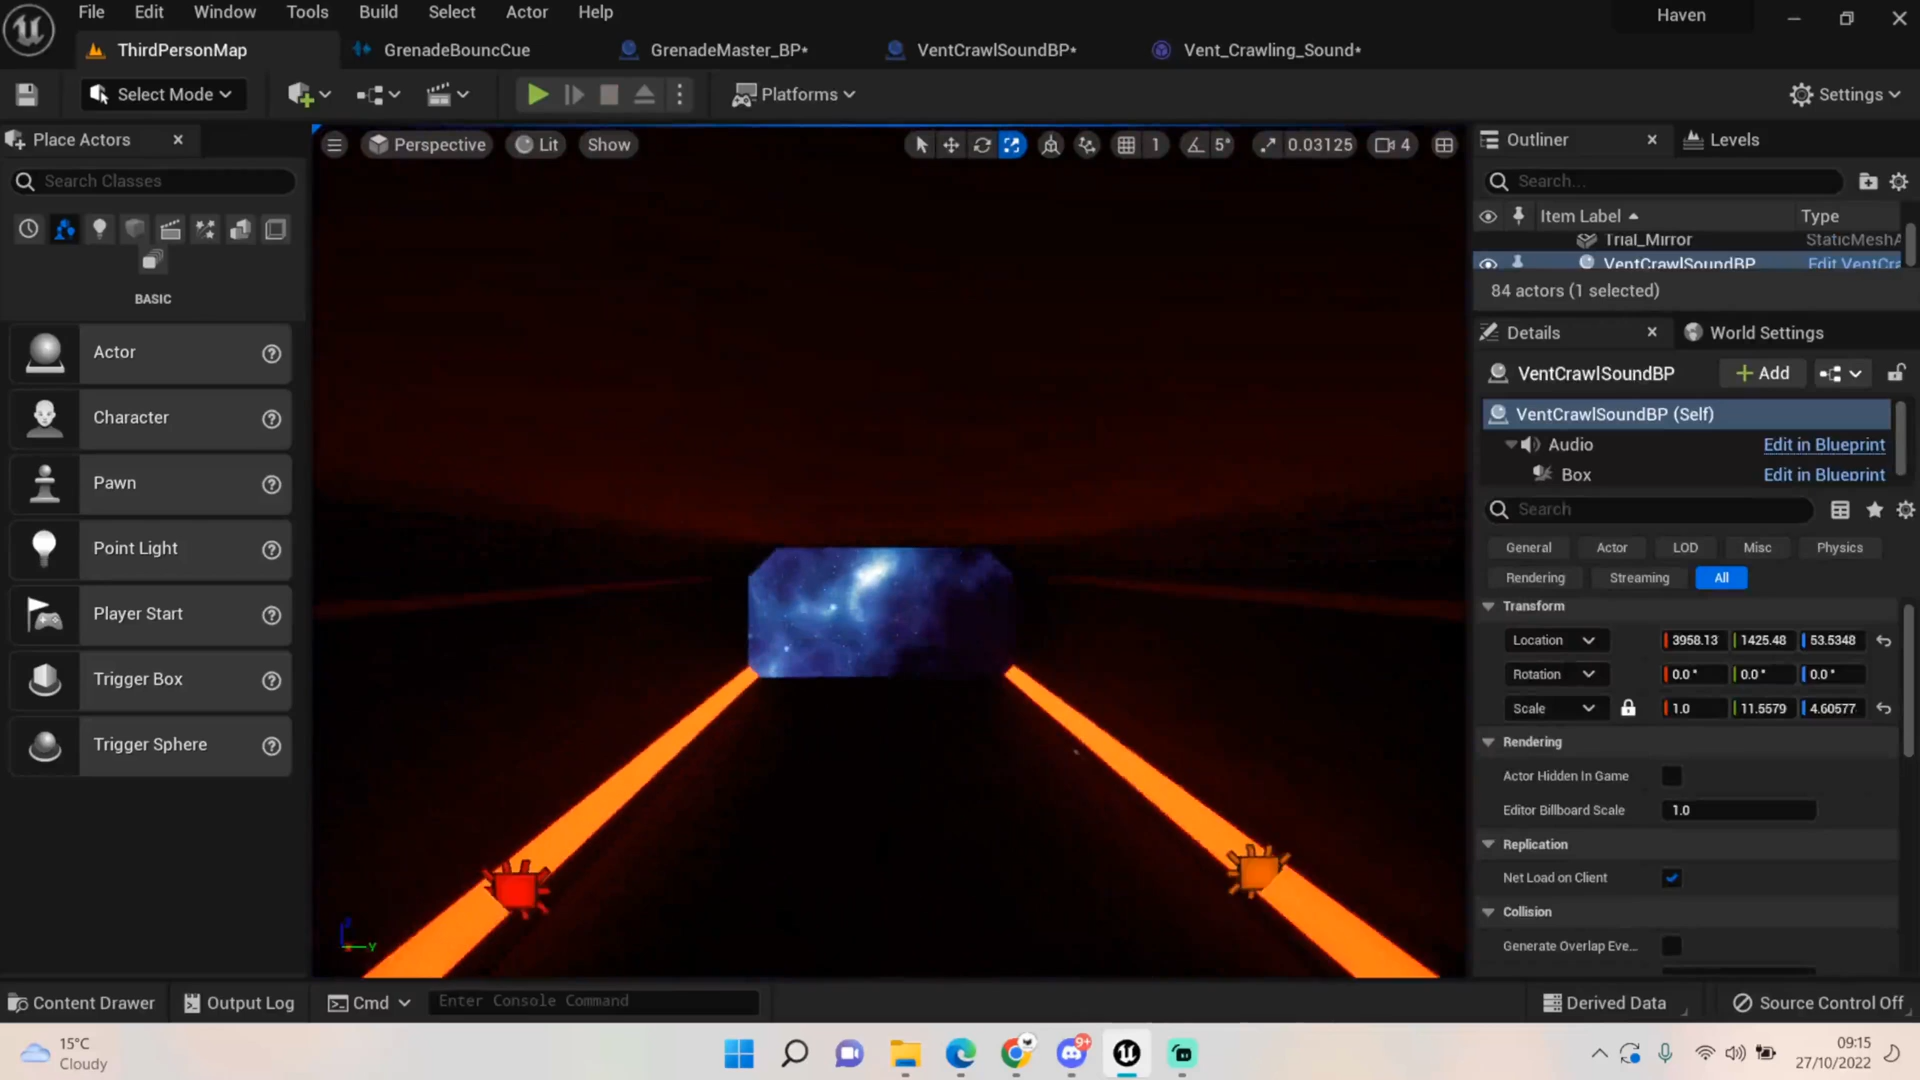 File Edit Window Tools Build Select Actor Help
Haven
ThirdPersonMap GrenadeBouncCue GrenadeMaster_BP* VentCrawlSoundBP* Vent_Crawling_Sound*
Select Mode Platforms Settings
Place Actors
Search Classes
BASIC
Actor
Character
Pawn
Point Light
Player Start
Trigger Box
Trigger Sphere
Perspective Lit Show 1 5° 0.03125 4
Outliner Levels
Search...
Item Label Type
Trial_Mirror StaticMeshA
VentCrawlSoundBP Edit VentCra
84 actors (1 selected)
Details World Settings
VentCrawlSoundBP Add
VentCrawlSoundBP (Self)
Audio Edit in Blueprint
Box Edit in Blueprint
Search
General Actor LOD Misc Physics
Rendering Streaming All
Transform
Location 3958.13 1425.48 53.5348
Rotation 0.0° 0.0° 0.0°
Scale 1.0 11.5579 4.60577
Rendering
Actor Hidden In Game
Editor Billboard Scale 1.0
Replication
Net Load on Client
Collision
Generate Overlap Eve...
Z
Y
Content Drawer Output Log Cmd Enter Console Command Derived Data Source Control Off
15°C
Cloudy
9+
09:15
27/10/2022